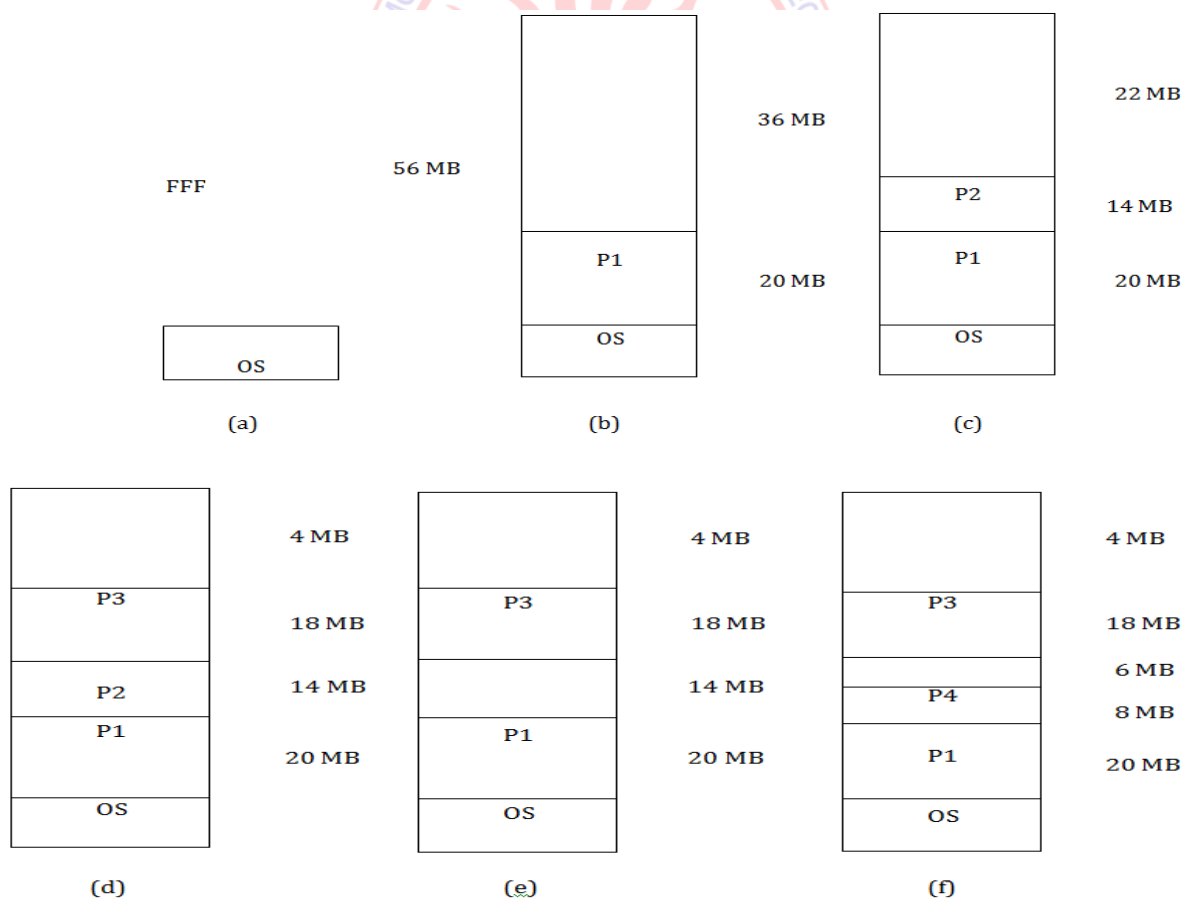 FFF
56 MB
OS
(a)
36 MB
P1
20 MB
OS
(b)
22 MB
P2
14 MB
P1
20 MB
OS
(c)
4 MB
P3
18 MB
P2
14 MB
P1
20 MB
OS
(d)
4 MB
P3
18 MB
14 MB
P1
20 MB
OS
(e)
4 MB
P3
18 MB
6 MB
P4
8 MB
P1
20 MB
OS
(f)